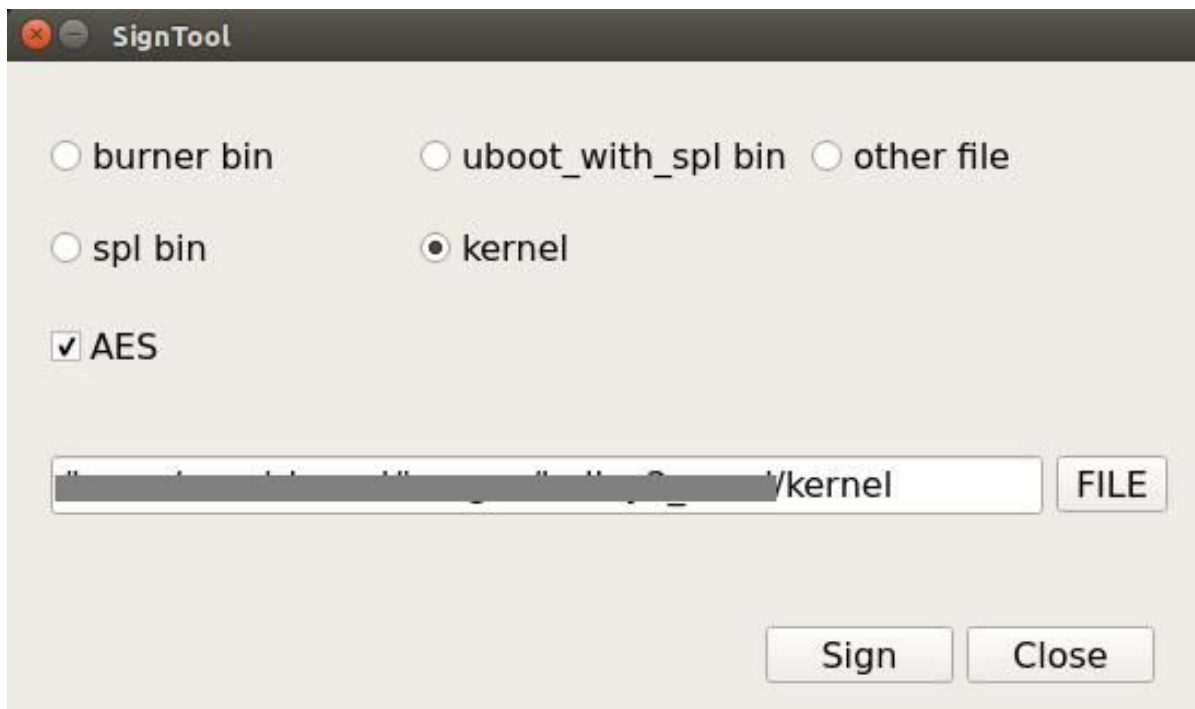 SignTool
burner bin uboot_with_spl bin other file
spl bin kernel
AES
/kernel FILE
Sign Close